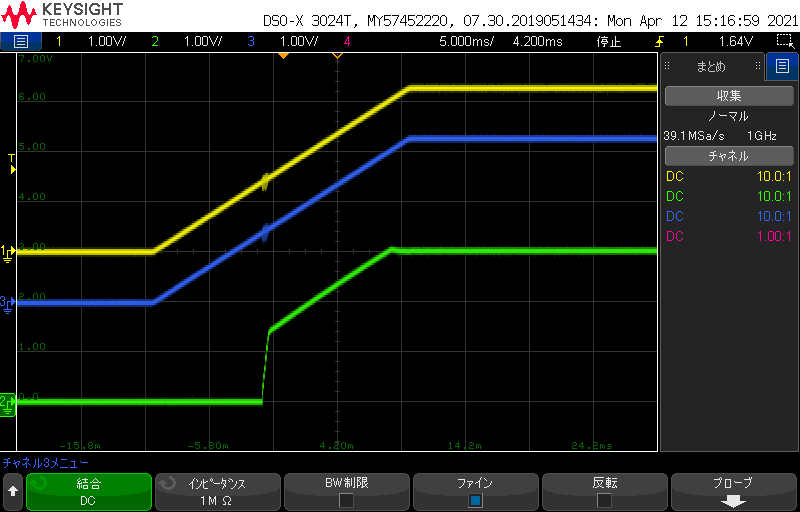 KEYSIGHT
TECHNOLOGIES
DSO-X 3024T, MY57452220, 07.30.2019051434: Mon Apr 12 15:16:59 2021
1 1.00V/ 2 1.00V/ 3 1.00V/ 4 5.000ms/ 4.200ms 停止 1 1.64V
7.00V
6.00
5.00
4.00
3.00
2.00
1.00
0.0
T
1
3
2
-15.8m -5.80m 4.20m 14.2m 24.2ms
まとめ
収集
ノーマル
39.1MSa/s 1GHz
チャネル
DC 10.0:1
DC 10.0:1
DC 10.0:1
DC 1.00:1
チャネル3メニュー
結合
DC
インピータンス
1M Ω
BW制限
ファイン
反転
プローブ